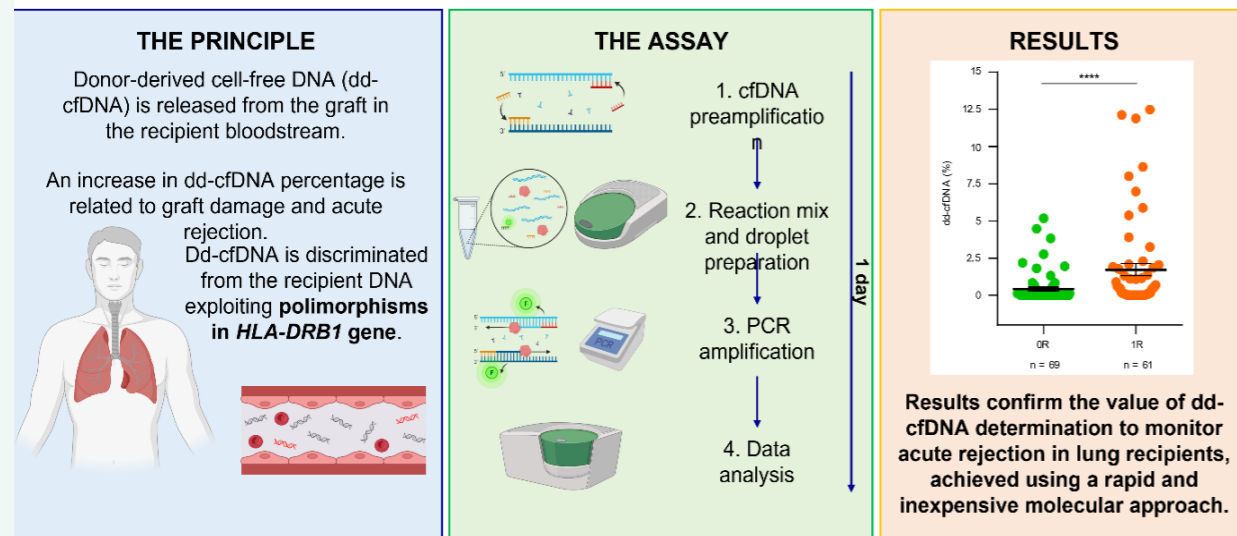 THE PRINCIPLE
Donor-derived cell-free DNA (dd-
cfDNA) is released from the graft in
the recipient bloodstream.
An increase in dd-cfDNA percentage is
related to graft damage and acute
rejection.
Dd-cfDNA is discriminated
from the recipient DNA
exploiting polimorphisms
in HLA-DRB1 gene.
THE ASSAY
5'
3'
1. cfDNA
preamplificatio
n
2. Reaction mix
and droplet
preparation
F
5'
3'
F
PCR
3. PCR
amplification
4. Data
analysis
1 day
RESULTS
****
dd-cfDNA (%)
15
12.5
10
7.5
5
2.5
0
0R
1R
n = 69
n = 61
Results confirm the value of dd-
cfDNA determination to monitor
acute rejection in lung recipients,
achieved using a rapid and
inexpensive molecular approach.